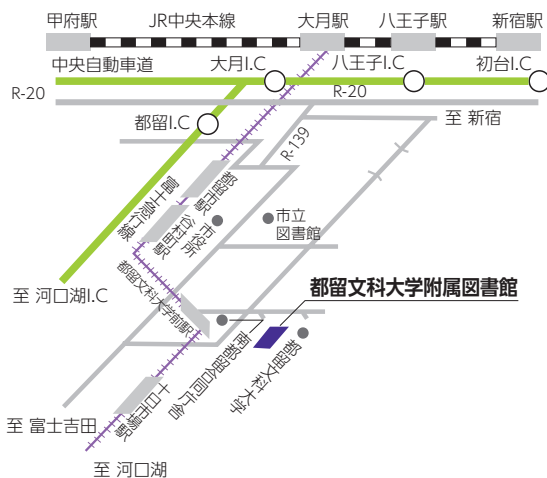 甲府駅
JR中央本線
大月駅
八王子駅
新宿駅
中央自動車道
大月I.C
八王子I.C
初台I.C
R-20
R-20
都留I.C
至 新宿
R-139
都留市駅
市役所
谷村町駅
富士急行線
市立
図書館
都留文科大学前駅
至 河口湖I.C
都留文科大学附属図書館
都留文科大学
南都留合同庁舎
十日市場駅
至 富士吉田
至 河口湖